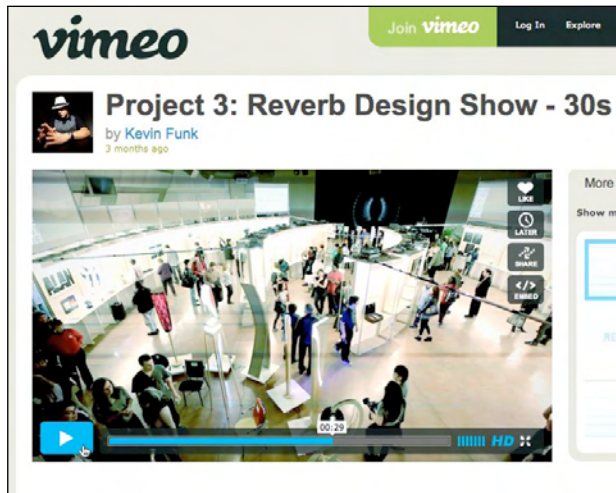 vimeo
Join vimeo
Log In
Explore
Project 3: Reverb Design Show - 30s
by Kevin Funk
3 months ago
More
Show m
LIKE
LATER
SHARE
</>
EMBED
ALAN
00:29
HD